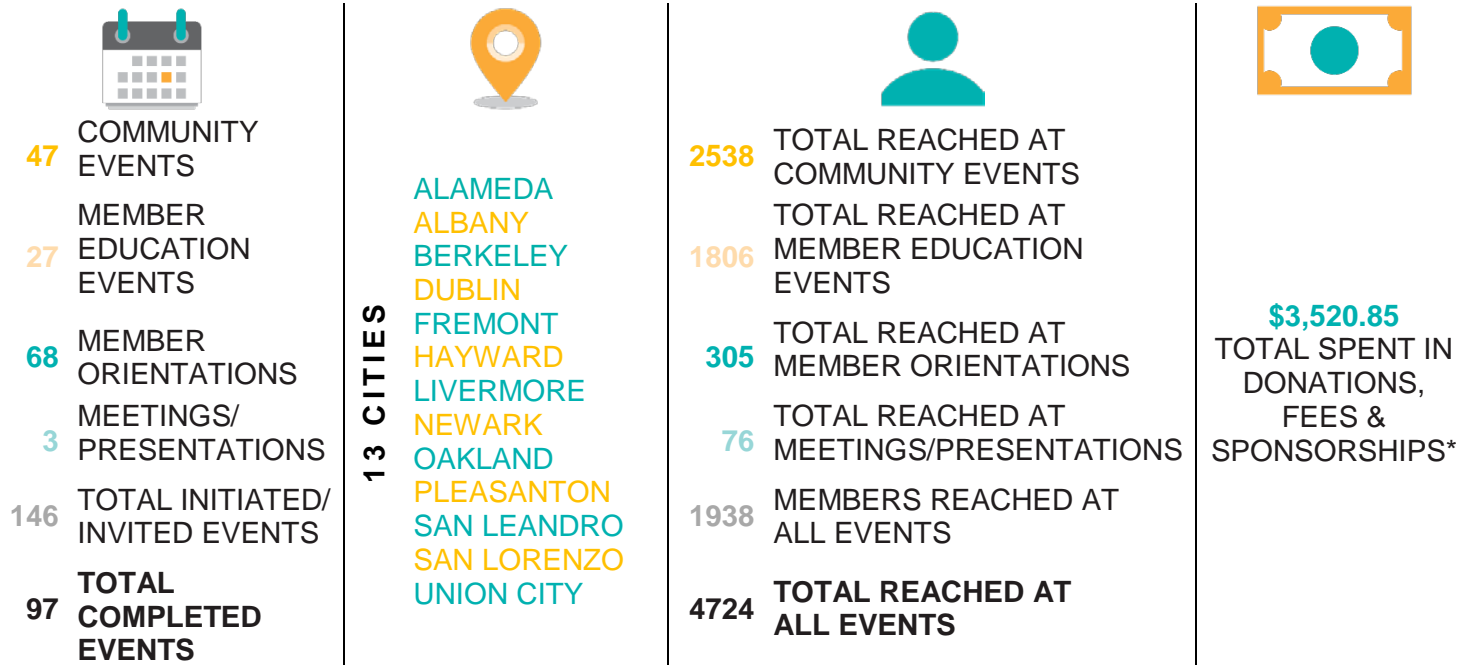 47 COMMUNITY
EVENTS
27 MEMBER
EDUCATION
EVENTS
68 MEMBER
ORIENTATIONS
3 MEETINGS/
PRESENTATIONS
146 TOTAL INITIATED/
INVITED EVENTS
97 TOTAL
COMPLETED
EVENTS
13 CITIES
ALAMEDA
ALBANY
BERKELEY
DUBLIN
FREMONT
HAYWARD
LIVERMORE
NEWARK
OAKLAND
PLEASANTON
SAN LEANDRO
SAN LORENZO
UNION CITY
2538 TOTAL REACHED AT
COMMUNITY EVENTS
1806 TOTAL REACHED AT
MEMBER EDUCATION
EVENTS
305 TOTAL REACHED AT
MEMBER ORIENTATIONS
76 TOTAL REACHED AT
MEETINGS/PRESENTATIONS
1938 MEMBERS REACHED AT
ALL EVENTS
4724 TOTAL REACHED AT
ALL EVENTS
$3,520.85
TOTAL SPENT IN
DONATIONS,
FEES &
SPONSORSHIPS*